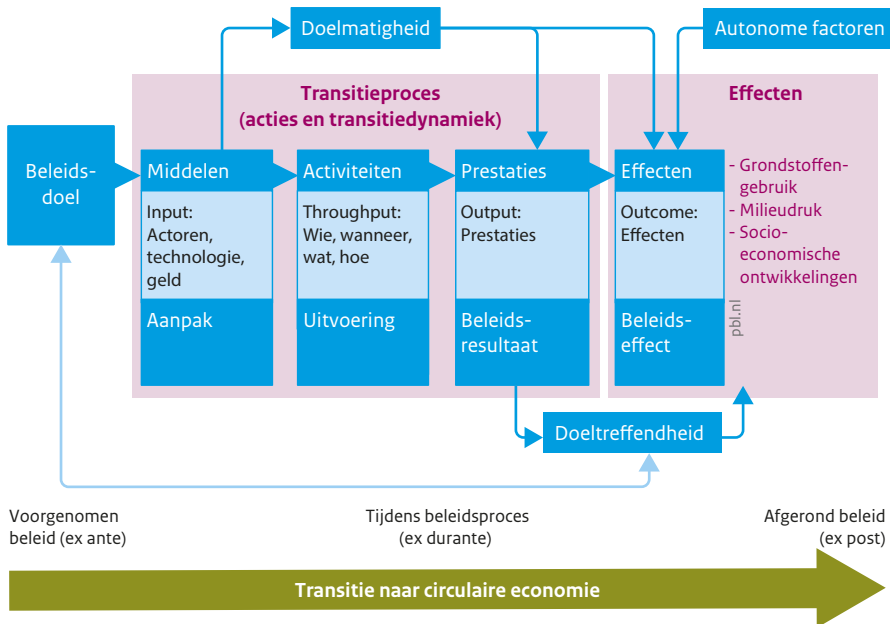 Doelmatigheid
Autonome factoren
Transitieproces
(acties en transitiedynamiek)
Effecten
Beleids-
doel
Middelen
Input:
Actoren,
technologie,
geld
Aanpak
Activiteiten
Throughput:
Wie, wanneer,
wat, hoe
Uitvoering
Prestaties
Output:
Prestaties
Beleids-
resultaat
Effecten
Outcome:
Effecten
Beleids-
effect
- Grondstoffen-
gebruik
- Milieudruk
- Socio-
economische
ontwikkelingen
pbl.nl
Doeltreffendheid
Voorgenomen
beleid (ex ante)
Tijdens beleidsproces
(ex durante)
Afgerond beleid
(ex post)
Transitie naar circulaire economie